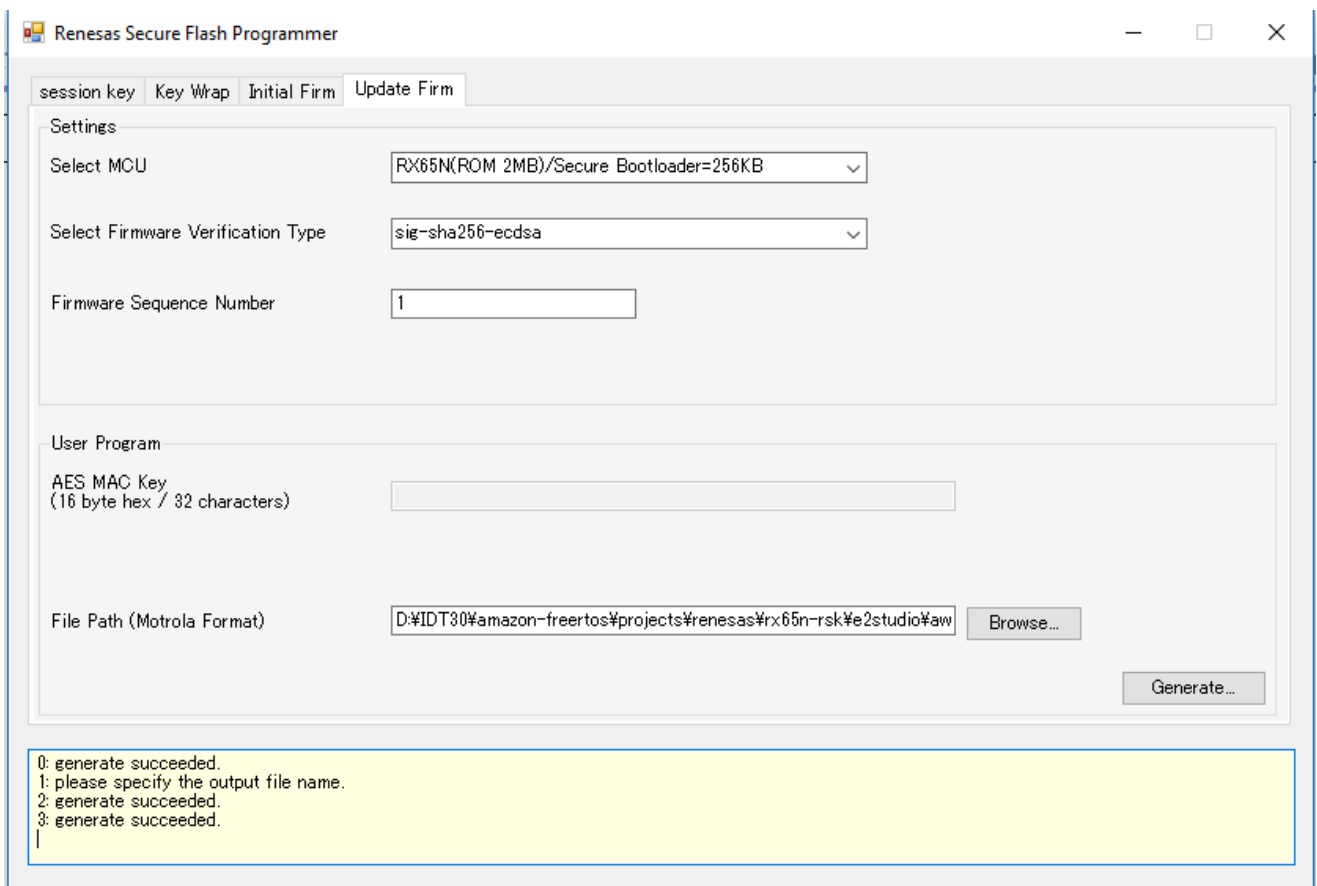 Renesas Secure Flash Programmer
session key Key Wrap Initial Firm Update Firm
Settings
Select MCU RX65N(ROM 2MB)/Secure Bootloader=256KB
Select Firmware Verification Type sig-sha256-ecdsa
Firmware Sequence Number 1
User Program
AES MAC Key
(16 byte hex / 32 characters)
File Path (Motrola Format) D:¥IDT30¥amazon-freertos¥projects¥renesas¥rx65n-rsk¥e2studio¥aw Browse...
Generate...
0: generate succeeded.
1: please specify the output file name.
2: generate succeeded.
3: generate succeeded.